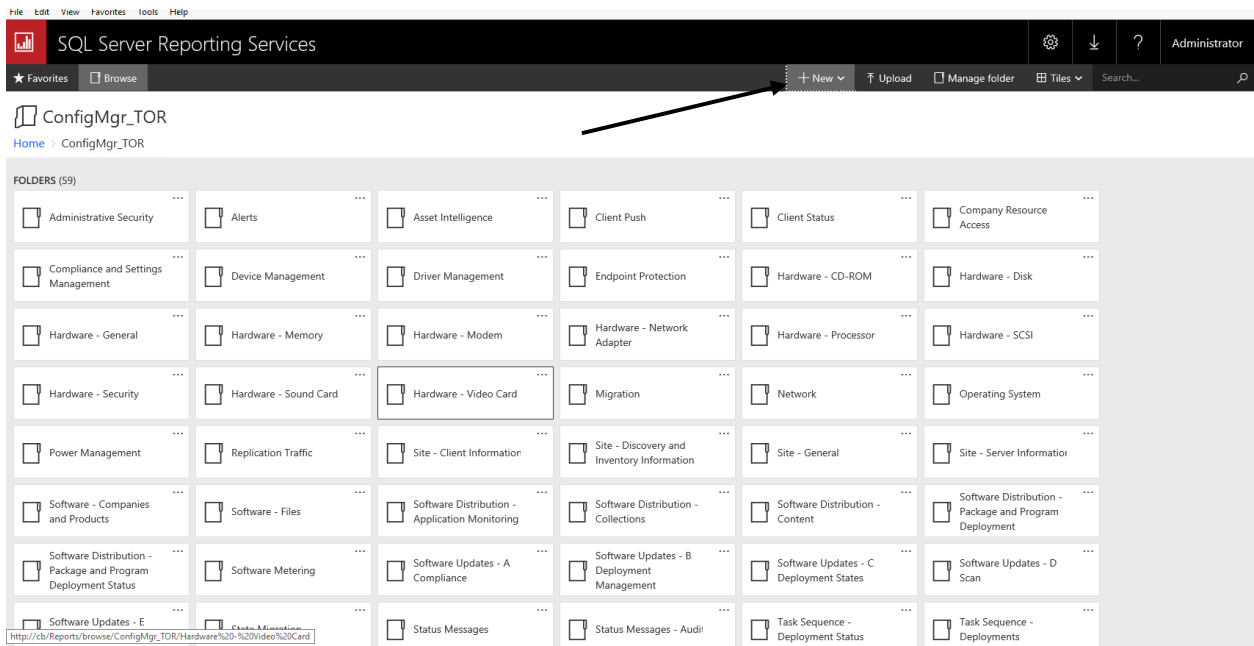 File Edit View Favorites Tools Help
SQL Server Reporting Services
? Administrator
Favorites Browse
New Upload Manage folder Tiles Search...
ConfigMgr_TOR
Home > ConfigMgr_TOR
FOLDERS (59)
Administrative Security
Alerts
Asset Intelligence
Client Push
Client Status
Company Resource
Access
Compliance and Settings
Management
Device Management
Driver Management
Endpoint Protection
Hardware - CD-ROM
Hardware - Disk
Hardware - General
Hardware - Memory
Hardware - Modem
Hardware - Network
Adapter
Hardware - Processor
Hardware - SCSI
Hardware - Security
Hardware - Sound Card
Hardware - Video Card
Migration
Network
Operating System
Power Management
Replication Traffic
Site - Client Information
Site - Discovery and
Inventory Information
Site - General
Site - Server Information
Software - Companies
and Products
Software - Files
Software Distribution -
Application Monitoring
Software Distribution -
Collections
Software Distribution -
Content
Software Distribution -
Package and Program
Deployment
Software Distribution -
Package and Program
Deployment Status
Software Metering
Software Updates - A
Compliance
Software Updates - B
Deployment
Management
Software Updates - C
Deployment States
Software Updates - D
Scan
Software Updates - E
State Migration
Status Messages
Status Messages - Audit
Task Sequence -
Deployment Status
Task Sequence -
Deployments
http://cb/Reports/browse/ConfigMgr_TOR/Hardware%20-%20Video%20Card